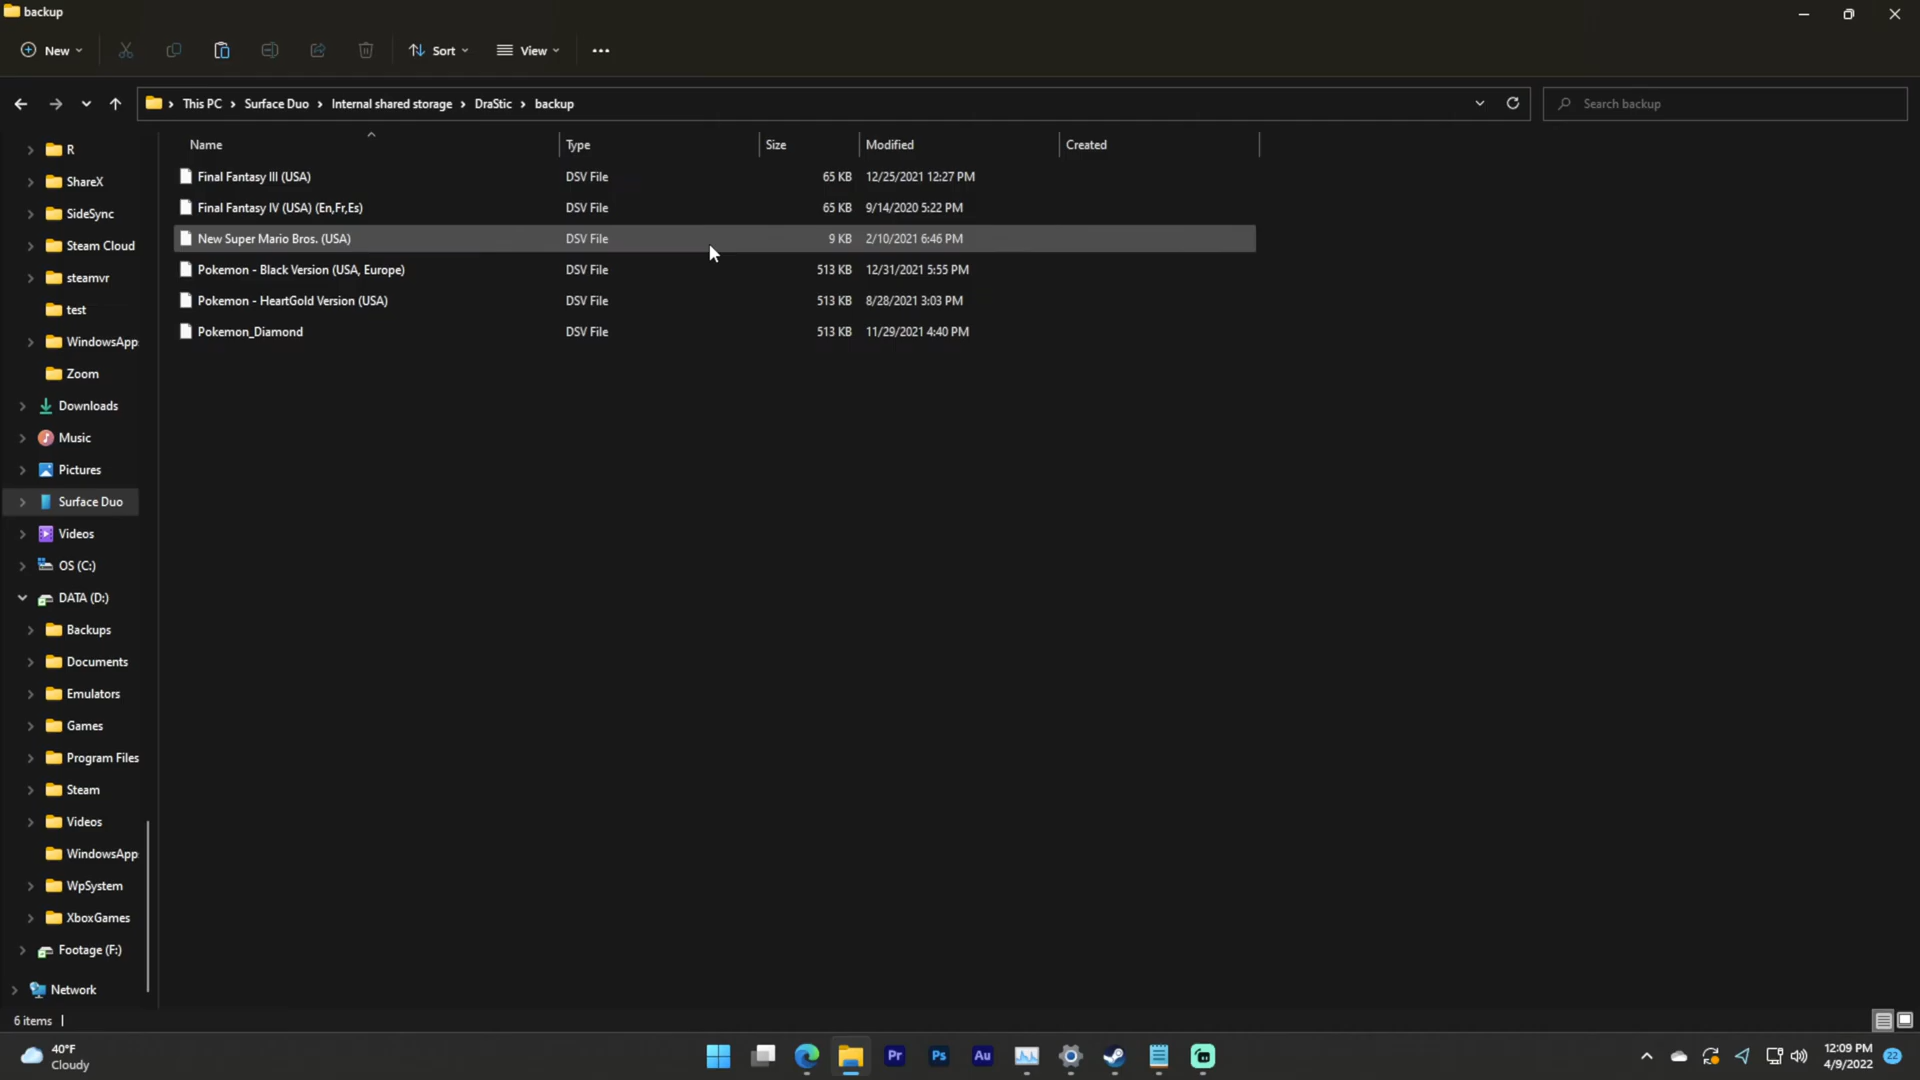 backup
New
Sort
View
This PC > Surface Duo > Internal shared storage > DraStic > backup
Search backup
Name Type Size Modified Created
Final Fantasy III (USA) DSV File 65 KB 12/25/2021 12:27 PM
Final Fantasy IV (USA) (En,Fr,Es) DSV File 65 KB 9/14/2020 5:22 PM
New Super Mario Bros. (USA) DSV File 9 KB 2/10/2021 6:46 PM
Pokemon - Black Version (USA, Europe) DSV File 513 KB 12/31/2021 5:55 PM
Pokemon - HeartGold Version (USA) DSV File 513 KB 8/28/2021 3:03 PM
Pokemon_Diamond DSV File 513 KB 11/29/2021 4:40 PM
R
ShareX
SideSync
Steam Cloud
steamvr
test
WindowsApp
Zoom
Downloads
Music
Pictures
Surface Duo
Videos
OS (C:)
DATA (D:)
Backups
Documents
Emulators
Games
Program Files
Steam
Videos
WindowsApp
WpSystem
XboxGames
Footage (F:)
Network
6 items
40°F
Cloudy
Pr
Ps
Au
12:09 PM
4/9/2022
22